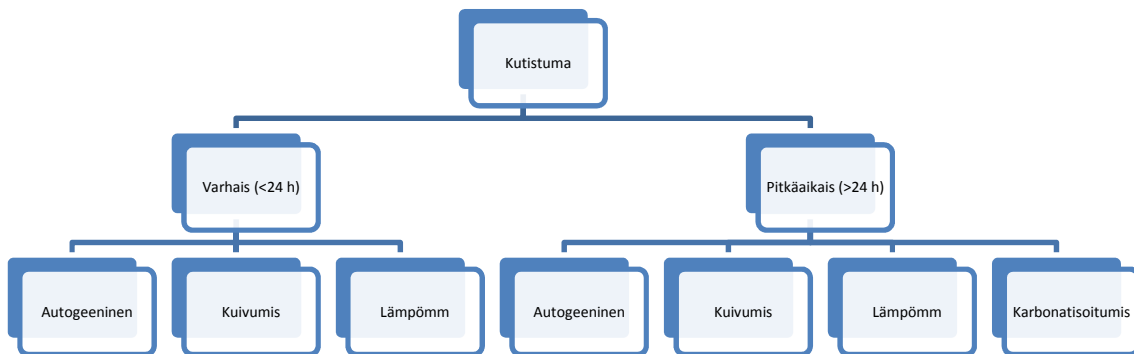 Kutistuma
Varhais (<24 h)
Pitkäaikais (>24 h)
Autogeeninen
Kuivumis
Lämpömm
Autogeeninen
Kuivumis
Lämpömm
Karbonatisoitumis